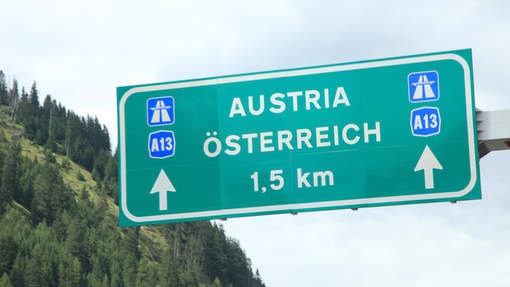 AUSTRIA
ÖSTERREICH
1,5 km
A13
A13